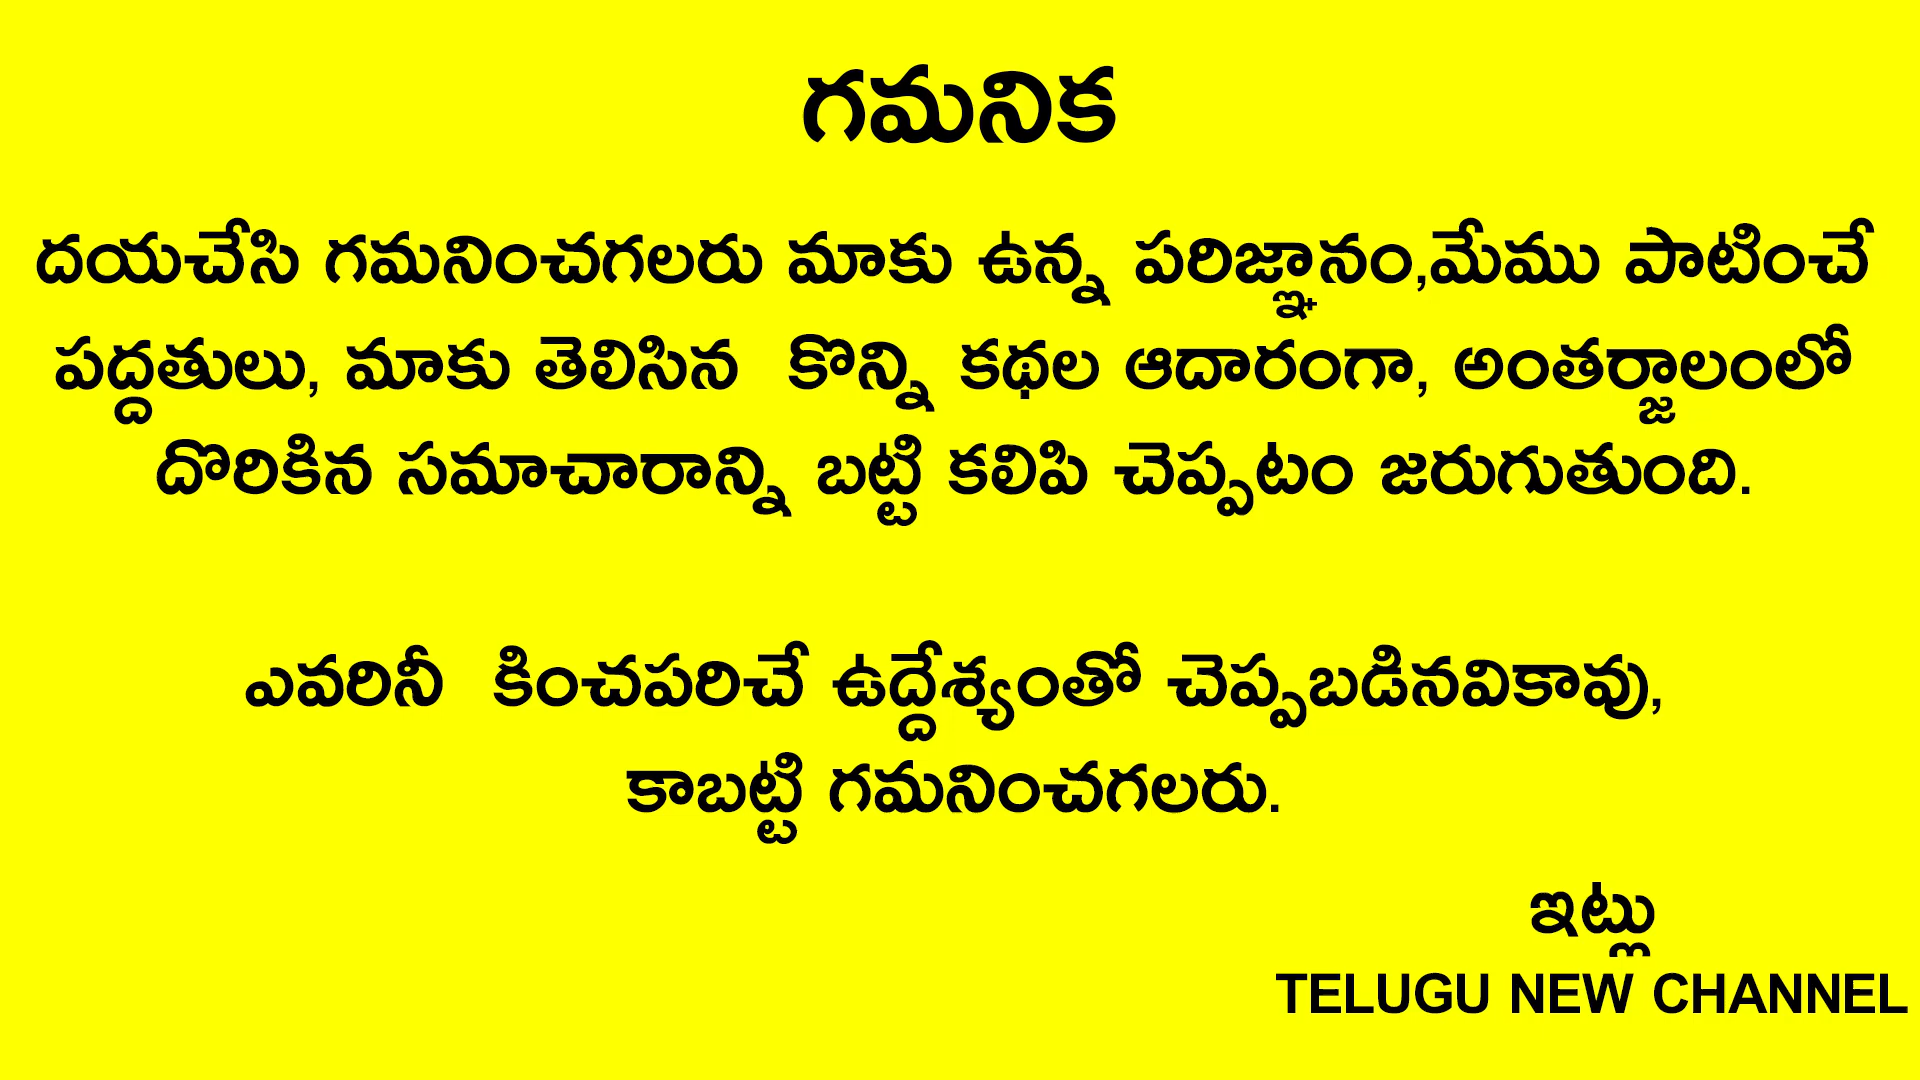 గమనిక
దయచేసి గమనించగలరు మాకు ఉన్న పరిజ్ఞానం,మేము పాటించే
పద్దతులు, మాకు తెలిసిన కొన్ని కథల ఆదారంగా, అంతర్జాలంలో
దొరికిన సమాచారాన్ని బట్టి కలిపి చెప్పటం జరుగుతుంది.
ఎవరినీ కించపరిచే ఉద్దేశ్యంతో చెప్పబడినవికావు,
కాబట్టి గమనించగలరు.
ఇట్లు
TELUGU NEW CHANNEL